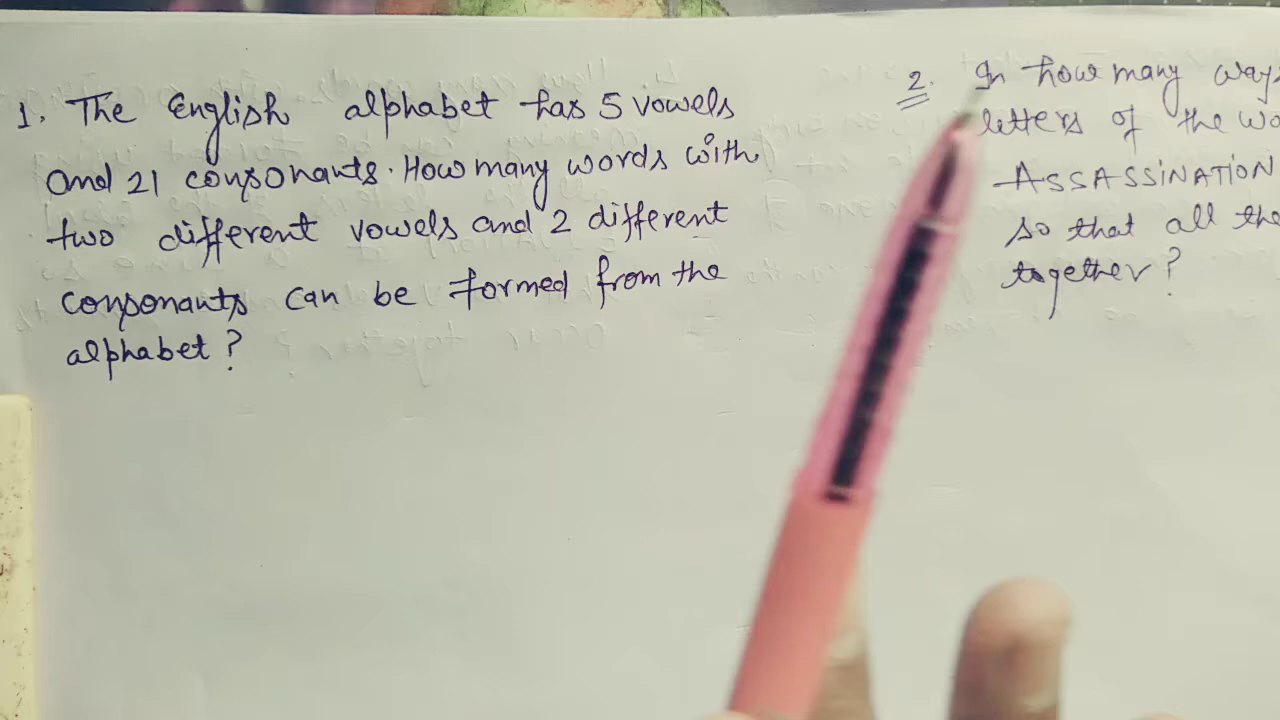 1. The English alphabet has 5 vowels
and 21 consonants. How many words with
two different vowels and 2 different
consonants can be formed from the
alphabet?
2. In how many
letters of the
ASSASSINATION
so that all the
together?